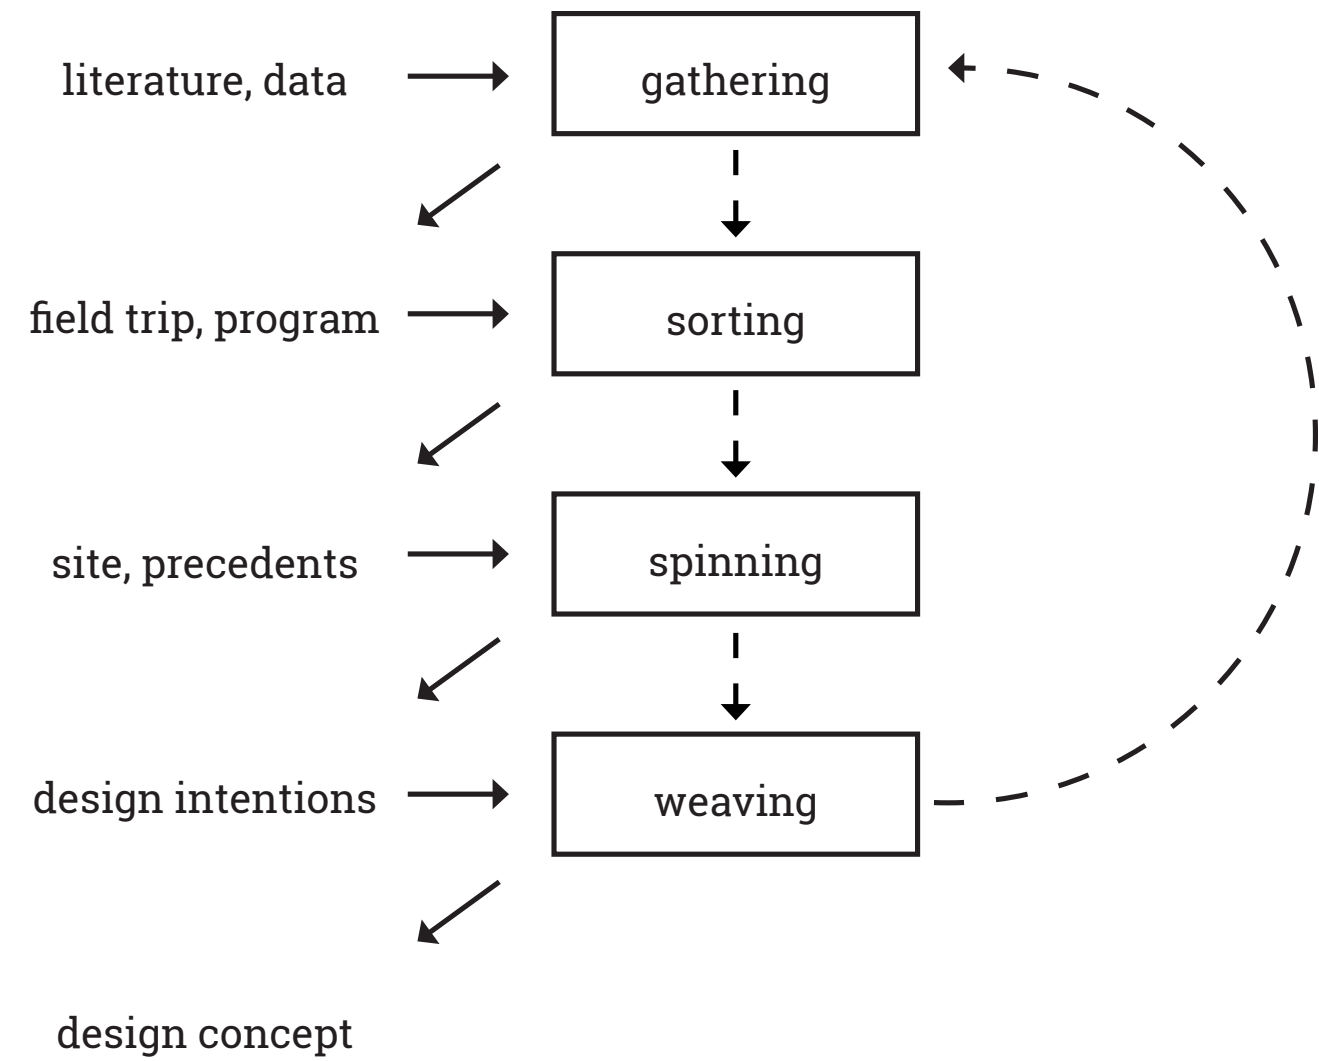 literature, data
gathering
field trip, program
sorting
site, precedents
spinning
design intentions
weaving
design concept